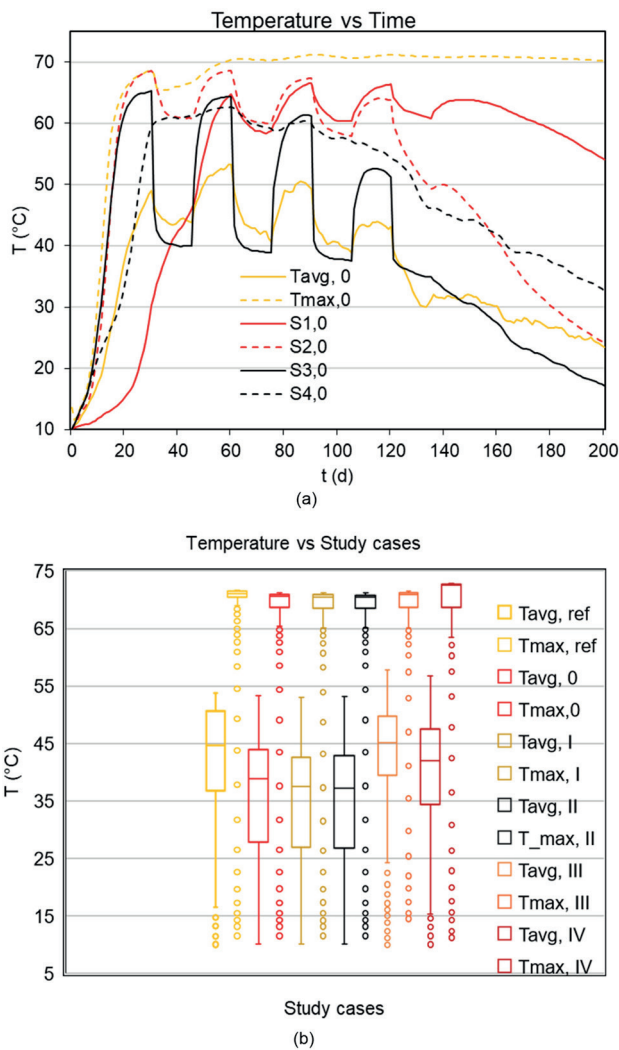 Temperature vs Time
T (°C)
70
60
50
40
30
20
10
Tavg, 0
Tmax,0
S1,0
S2,0
S3,0
S4,0
0 20 40 60 80 100 120 140 160 180 200
t (d)
(a)
Temperature vs Study cases
T (°C)
75
65
55
45
35
25
15
5
Tavg, ref
Tmax, ref
Tavg, 0
Tmax,0
Tavg, I
Tmax, I
Tavg, II
T_max, II
Tavg, III
Tmax, III
Tavg, IV
Tmax, IV
Study cases
(b)